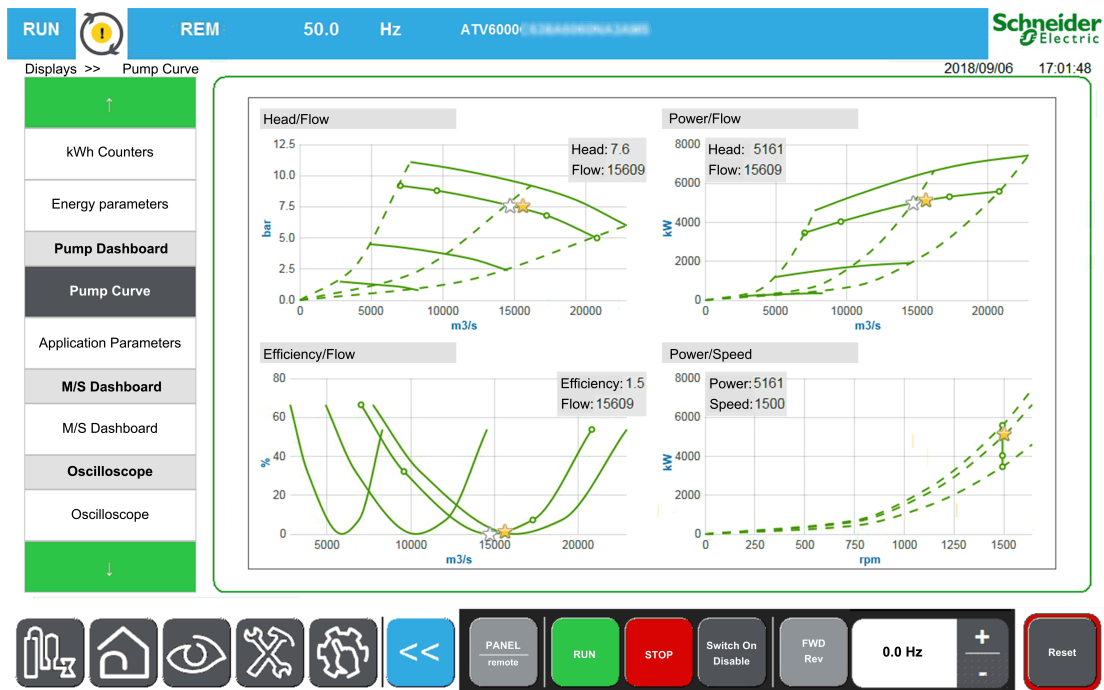 RUN
REM
50.0 Hz
ATV6000
Schneider
Electric
Displays >> Pump Curve
2018/09/06 17:01:48
↑
kWh Counters
Energy parameters
Pump Dashboard
Pump Curve
Application Parameters
M/S Dashboard
M/S Dashboard
Oscilloscope
Oscilloscope
↓
Head/Flow
Head: 7.6
Flow: 15609
12.5
10.0
7.5
5.0
2.5
0.0
bar
0 5000 10000 15000 20000
m3/s
Power/Flow
Head: 5161
Flow: 15609
8000
6000
4000
2000
0
kW
0 5000 10000 15000 20000
m3/s
Efficiency/Flow
Efficiency: 1.5
Flow: 15609
80
60
40
20
0
%
5000 10000 15000 20000
m3/s
Power/Speed
Power: 5161
Speed: 1500
8000
6000
4000
2000
0
kW
0 250 500 750 1000 1250 1500
rpm
<<
PANEL
remote
RUN
STOP
Switch On
Disable
FWD
Rev
0.0 Hz
+
-
Reset